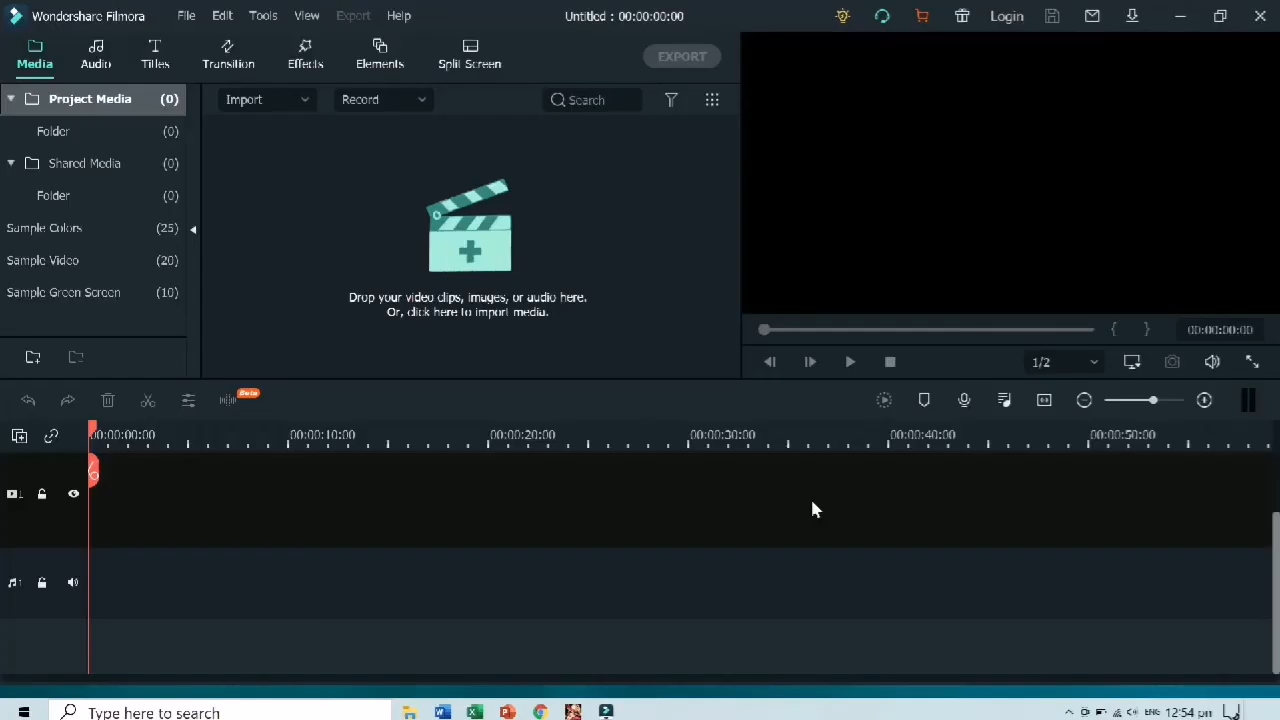 Wondershare Filmora File Edit Tools View Export Help Untitled : 00:00:00:00 Login
Media Audio Titles Transition Effects Elements Split Screen EXPORT
Project Media (0)
Folder (0)
Shared Media (0)
Folder (0)
Sample Colors (25)
Sample Video (20)
Sample Green Screen (10)
Import Record Search
Drop your video clips, images, or audio here.
Or, click here to import media.
00:00:00:00
1/2
Beta
00:00:00:00 00:00:10:00 00:00:20:00 00:00:30:00 00:00:40:00 00:00:50:00
1
1
Type here to search ENG 12:54 pm